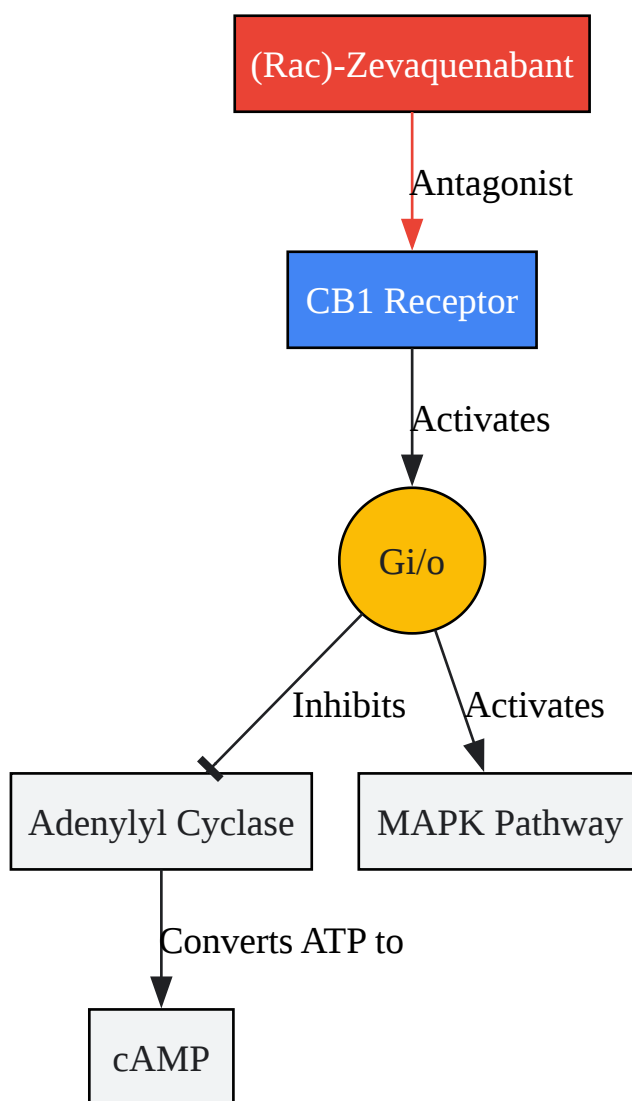 (Rac)-Zevaquenabant
Antagonist
CB1 Receptor
Activates
Gi/o
Inhibits
Activates
Adenylyl Cyclase
MAPK Pathway
Converts ATP to
cAMP